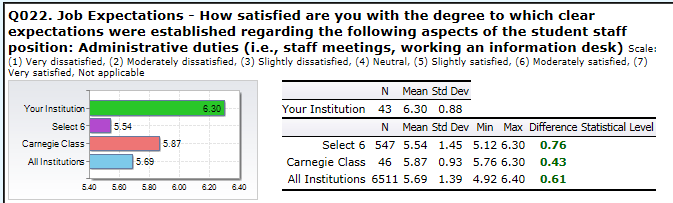 Q022. Job Expectations - How satisfied are you with the degree to which clear
expectations were established regarding the following aspects of the student staff
position: Administrative duties (i.e., staff meetings, working an information desk) Scale:
(1) Very dissatisfied, (2) Moderately dissatisfied, (3) Slightly dissatisfied, (4) Neutral, (5) Slightly satisfied, (6) Moderately satisfied, (7)
Very satisfied, Not applicable
Your Institution 6.30
Select 6 5.54
Carnegie Class 5.87
All Institutions 5.69
5.40 5.60 5.80 6.00 6.20 6.40
N Mean Std Dev
Your Institution 43 6.30 0.88
N Mean Std Dev Min Max Difference Statistical Level
Select 6 547 5.54 1.45 5.12 6.30 0.76
Carnegie Class 46 5.87 0.93 5.76 6.30 0.43
All Institutions 6511 5.69 1.39 4.92 6.40 0.61